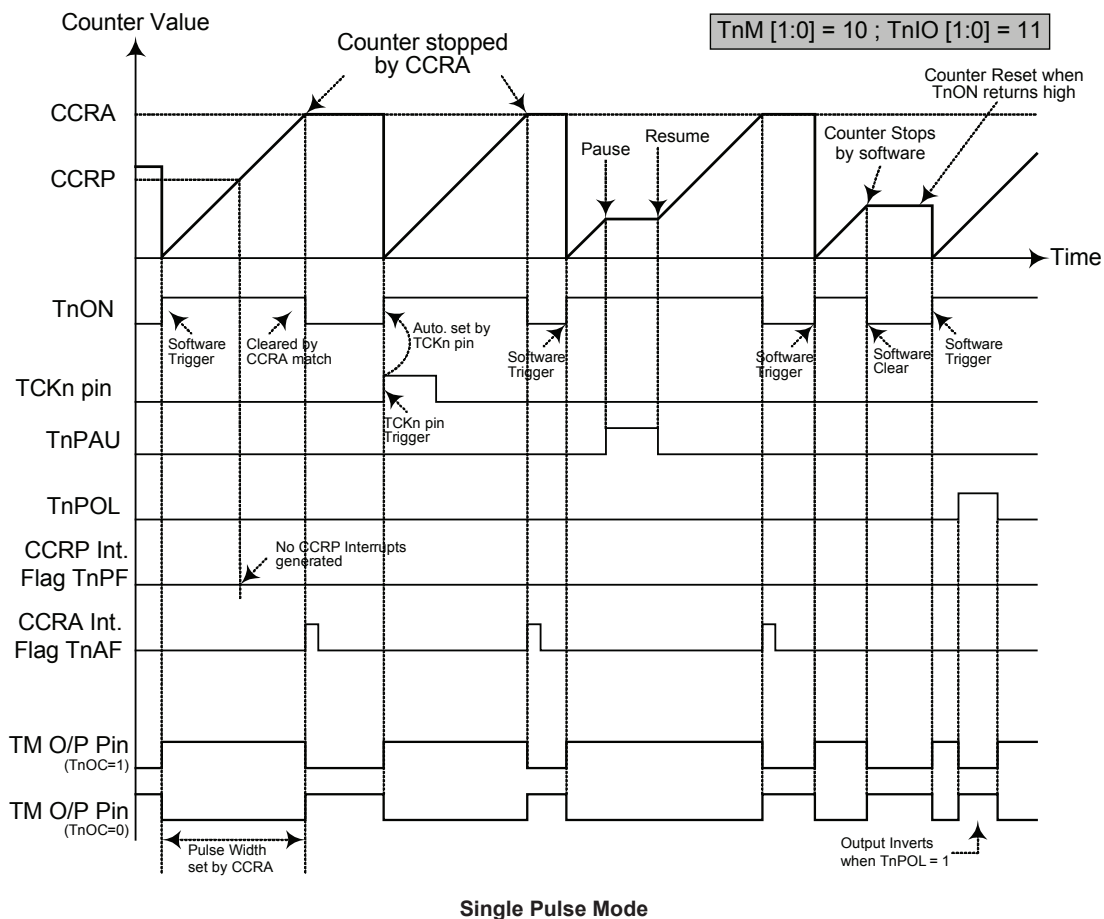 Counter Value
TnM [1:0] = 10 ; TnIO [1:0] = 11
Counter stopped
by CCRA
Counter Reset when
TnON returns high
CCRA
Counter Stops
by software
Pause
Resume
CCRP
Time
TnON
Software
Trigger
Cleared by
CCRA match
Auto. set by
TCKn pin
Software
Trigger
Software
Trigger
Software
Clear
Software
Trigger
TCKn pin
TCKn pin
Trigger
TnPAU
TnPOL
CCRP Int.
Flag TnPF
No CCRP Interrupts
generated
CCRA Int.
Flag TnAF
TM O/P Pin
(TnOC=1)
TM O/P Pin
(TnOC=0)
Pulse Width
set by CCRA
Output Inverts
when TnPOL = 1
Single Pulse Mode